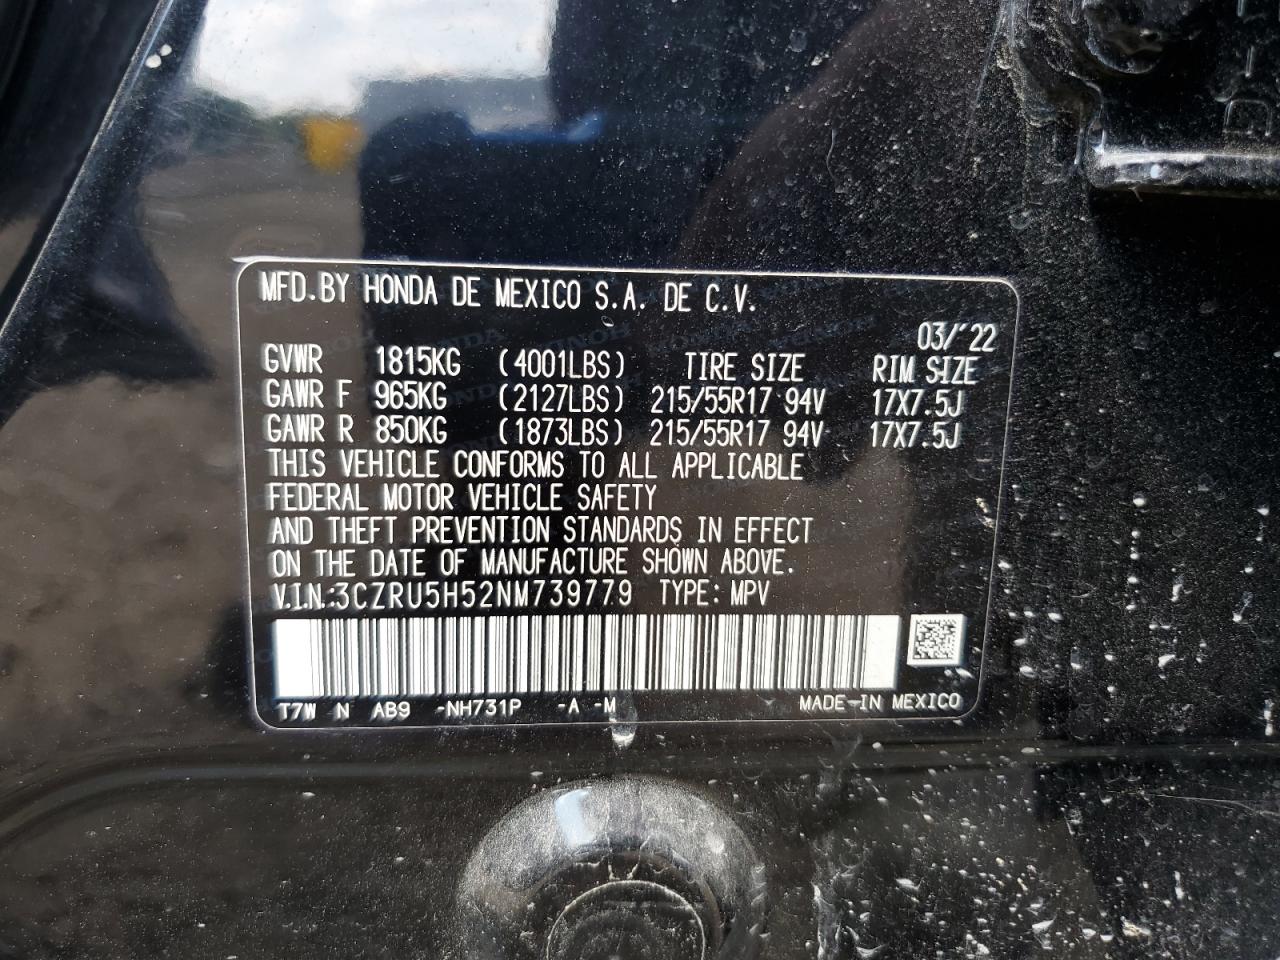 MFD.BY HONDA DE MEXICO S.A. DE C.V.
03/'22
GVWR 1815KG (4001LBS) TIRE SIZE RIM SIZE
GAWR F 965KG (2127LBS) 215/55R17 94V 17X7.5J
GAWR R 850KG (1873LBS) 215/55R17 94V 17X7.5J
THIS VEHICLE CONFORMS TO ALL APPLICABLE
FEDERAL MOTOR VEHICLE SAFETY
AND THEFT PREVENTION STANDARDS IN EFFECT
ON THE DATE OF MANUFACTURE SHOWN ABOVE.
V.I.N.:3CZRU5H52NM739779 TYPE: MPV
T7W N AB9 -NH731P -A -M MADE-IN MEXICO